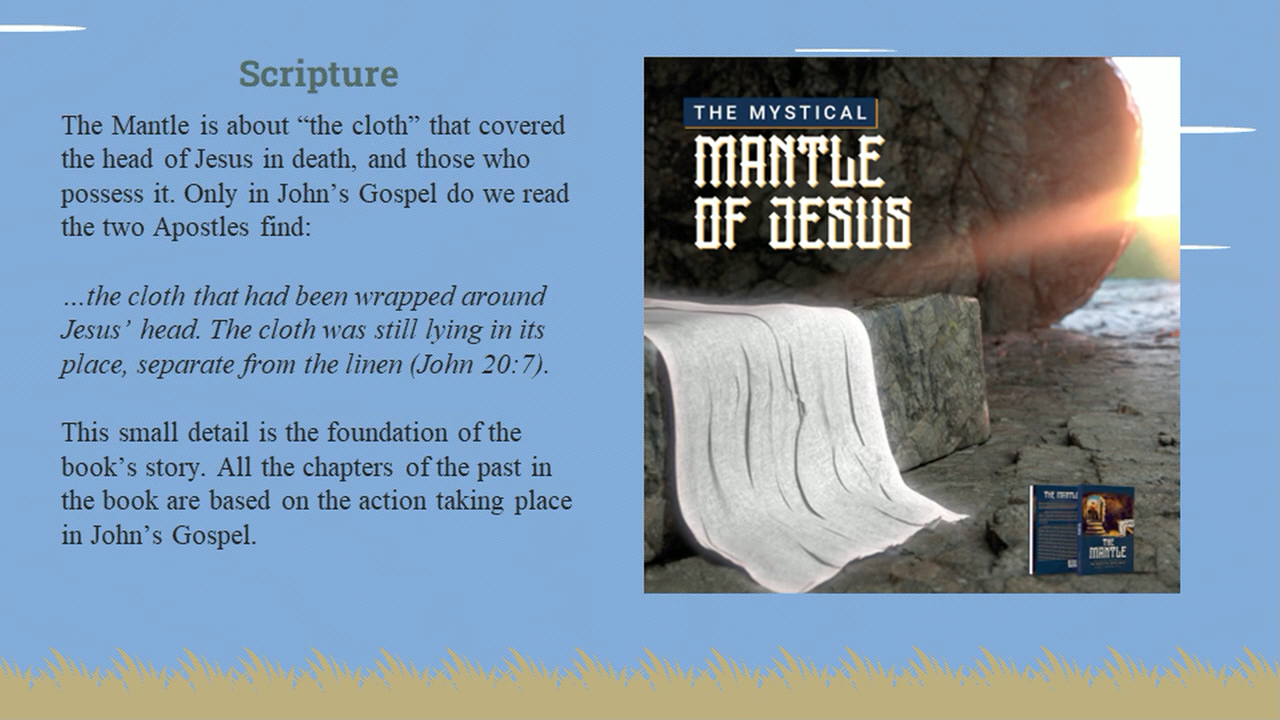 Scripture
The Mantle is about “the cloth” that covered
the head of Jesus in death, and those who
possess it. Only in John’s Gospel do we read
the two Apostles find:
...the cloth that had been wrapped around
Jesus’ head. The cloth was still lying in its
place, separate from the linen (John 20:7).
This small detail is the foundation of the
book’s story. All the chapters of the past in
the book are based on the action taking place
in John’s Gospel.
THE MYSTICAL
MANTLE
OF JESUS
THE MANTLE
THE
MANTLE